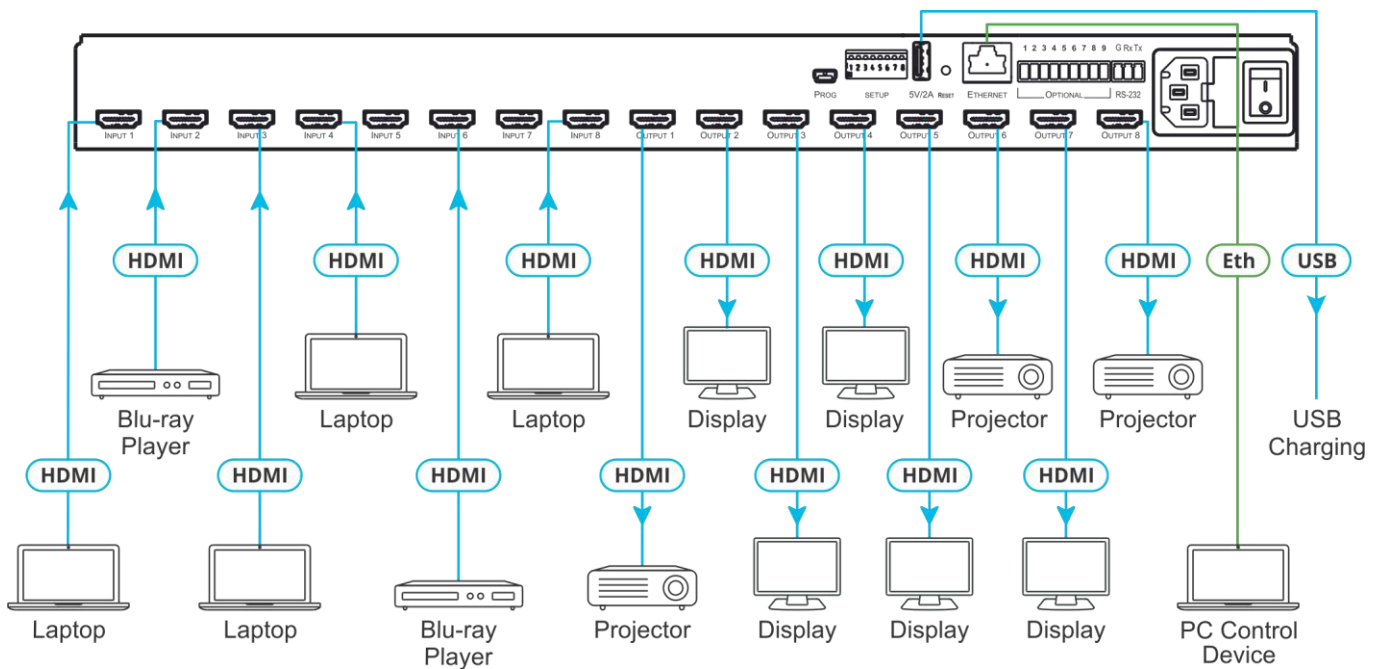 1 2 3 4 5 6 7 8 9 G Rx Tx
1 2 3 4 5 6 7 8
PROG SETUP 5V/2A RESET ETHERNET OPTIONAL RS-232
INPUT 1 INPUT 2 INPUT 3 INPUT 4 INPUT 5 INPUT 6 INPUT 7 INPUT 8 OUTPUT 1 OUTPUT 2 OUTPUT 3 OUTPUT 4 OUTPUT 5 OUTPUT 6 OUTPUT 7 OUTPUT 8
HDMI HDMI HDMI HDMI HDMI HDMI HDMI Eth USB
Blu-ray
Player
Laptop
Laptop
Display
Display
Projector
Projector
USB
Charging
HDMI HDMI HDMI HDMI HDMI HDMI HDMI
Laptop
Laptop
Blu-ray
Player
Projector
Display
Display
Display
PC Control
Device